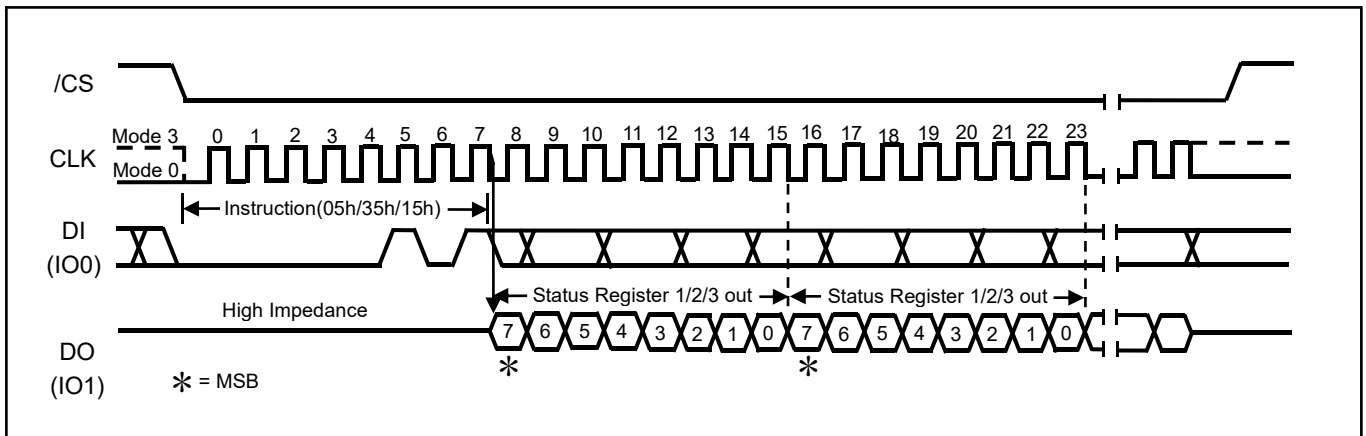 /CS
Mode 3 0 1 2 3 4 5 6 7 8 9 10 11 12 13 14 15 16 17 18 19 20 21 22 23
CLK
Mode 0
Instruction(05h/35h/15h)
DI
(IO0)
Status Register 1/2/3 out Status Register 1/2/3 out
High Impedance
7 6 5 4 3 2 1 0 7 6 5 4 3 2 1 0
DO
(IO1)
* * 
* = MSB